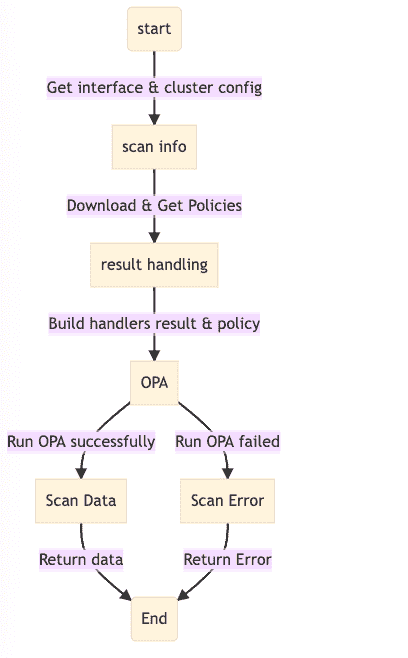 start
Get interface & cluster config
scan info
Download & Get Policies
result handling
Build handlers result & policy
OPA
Run OPA successfully
Run OPA failed
Scan Data
Scan Error
Return data
Return Error
End